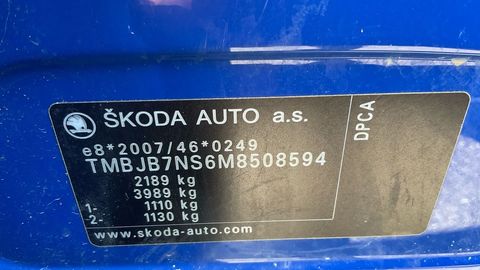 ŠKODA AUTO a.s.
e8*2007/46*0249
TMBJB7NS6M8508594
2189 kg
3989 kg
1- 1110 kg
2- 1130 kg
www.skoda-auto.com
DPCA